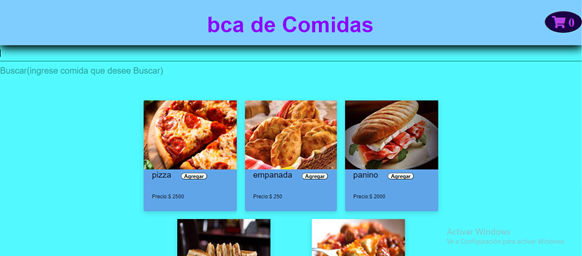 bca de Comidas
0
Buscar(ingrese comida que desee Buscar)
pizza Agregar
empanada Agregar
panino Agregar
Precio:$ 2500
Precio:$ 250
Precio:$ 2000
Activar Windows
Ve a Configuración para activar Windows.